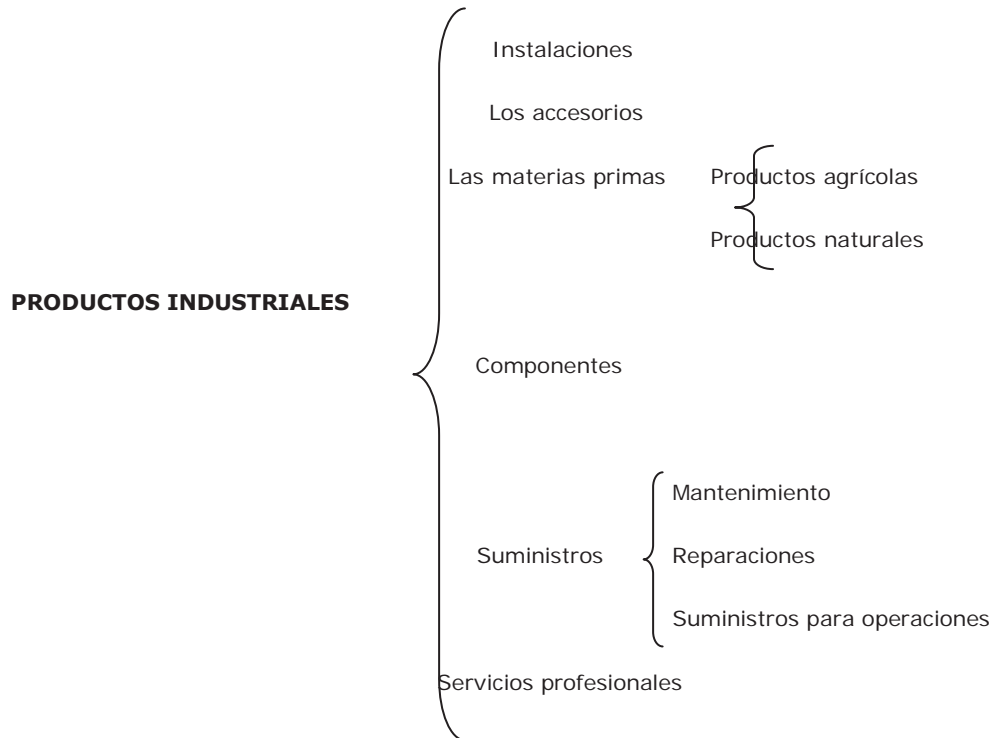 Instalaciones
Los accesorios
Las materias primas
Productos agrícolas
Productos naturales
PRODUCTOS INDUSTRIALES
Componentes
Mantenimiento
Suministros
Reparaciones
Suministros para operaciones
Servicios profesionales